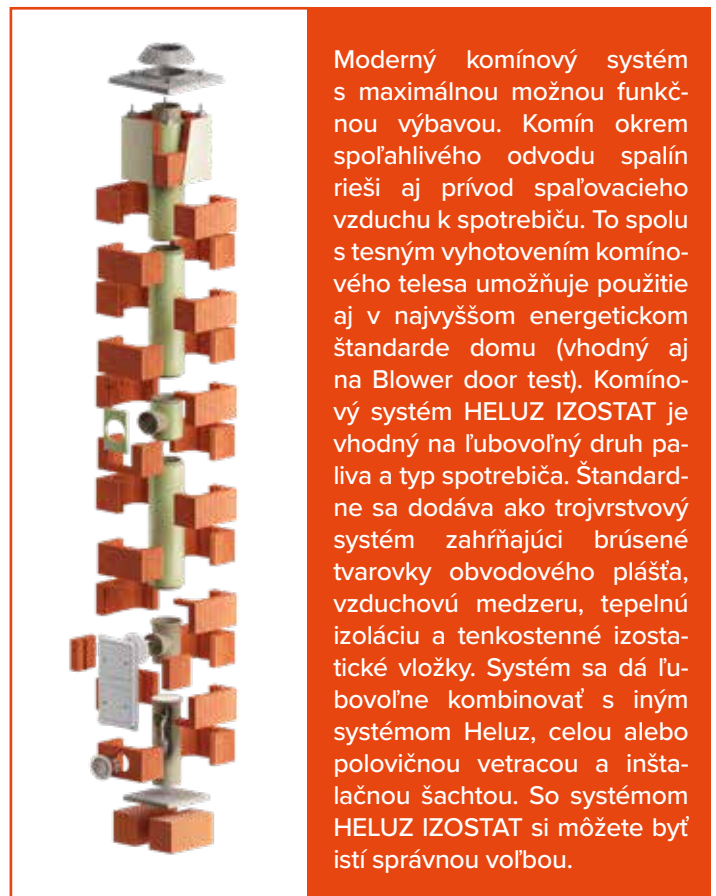 Moderný komínový systém
s maximálnou možnou funkč-
nou výbavou. Komín okrem
spoľahlivého odvodu spalín
rieši aj prívod spaľovacieho
vzduchu k spotrebiču. To spolu
s tesným vyhotovením komíno-
vého telesa umožňuje použitie
aj v najvyššom energetickom
štandarde domu (vhodný aj
na Blower door test). Komíno-
vý systém HELUZ IZOSTAT je
vhodný na ľubovoľný druh pa-
liva a typ spotrebiča. Štandard-
ne sa dodáva ako trojvrstvový
systém zahŕňajúci brúsené
tvarovky obvodového plášťa,
vzduchovú medzeru, tepelnú
izoláciu a tenkostenné izosta-
tické vložky. Systém sa dá ľu-
bovoľne kombinovať s iným
systémom Heluz, celou alebo
polovičnou vetracou a inšta-
lačnou šachtou. So systémom
HELUZ IZOSTAT si môžete byť
istí správnou voľbou.